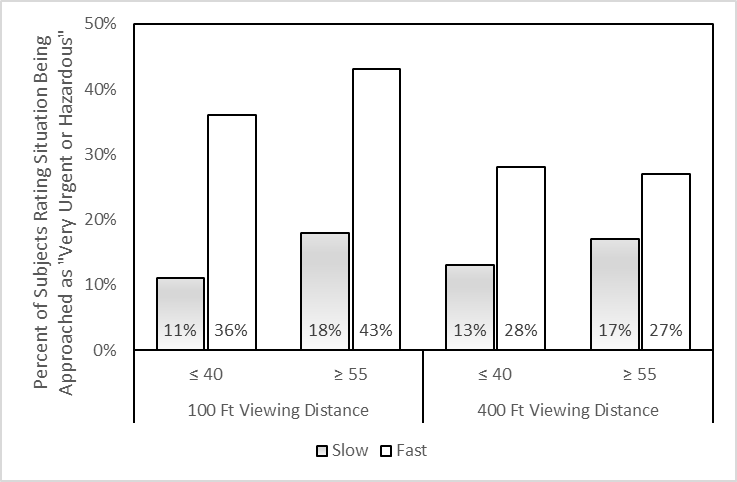 Percent of Subjects Rating Situation Being
Approached as "Very Urgent or Hazardous"
50%
40%
30%
20%
10%
0%
11% 36% 18% 43% 13% 28% 17% 27%
≤ 40 ≥ 55 ≤ 40 ≥ 55
100 Ft Viewing Distance 400 Ft Viewing Distance
Slow Fast